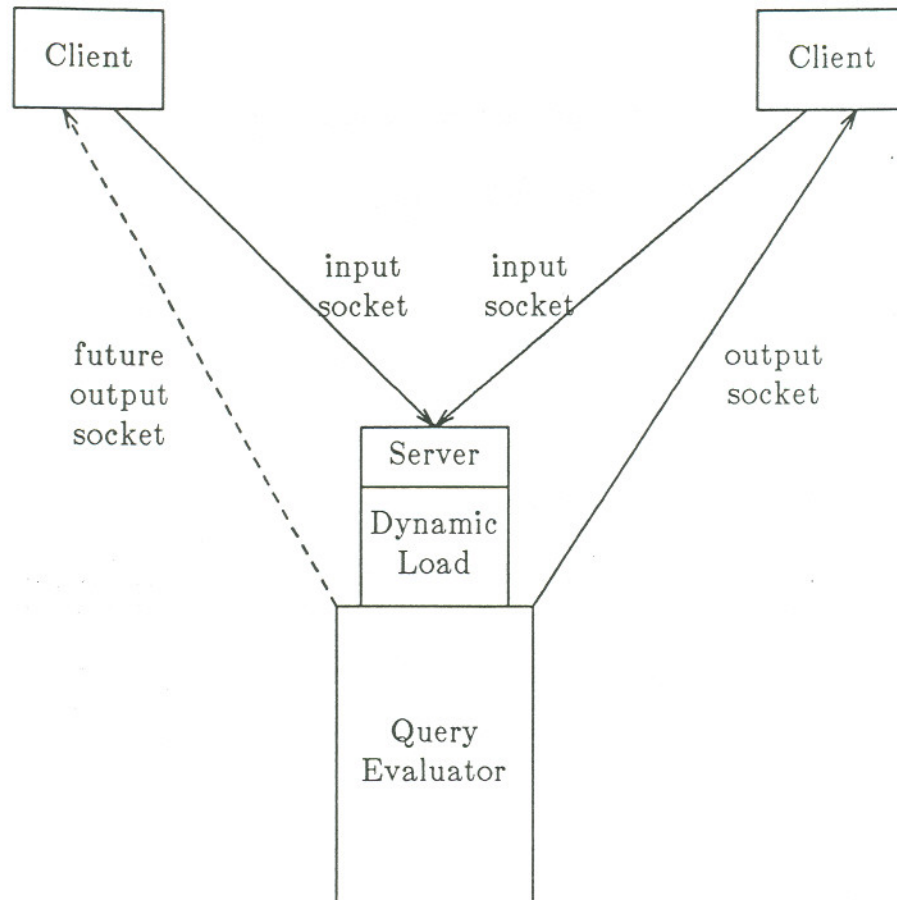 Client
Client
input
socket
input
socket
future
output
socket
output
socket
Server
Dynamic
Load
Query
Evaluator